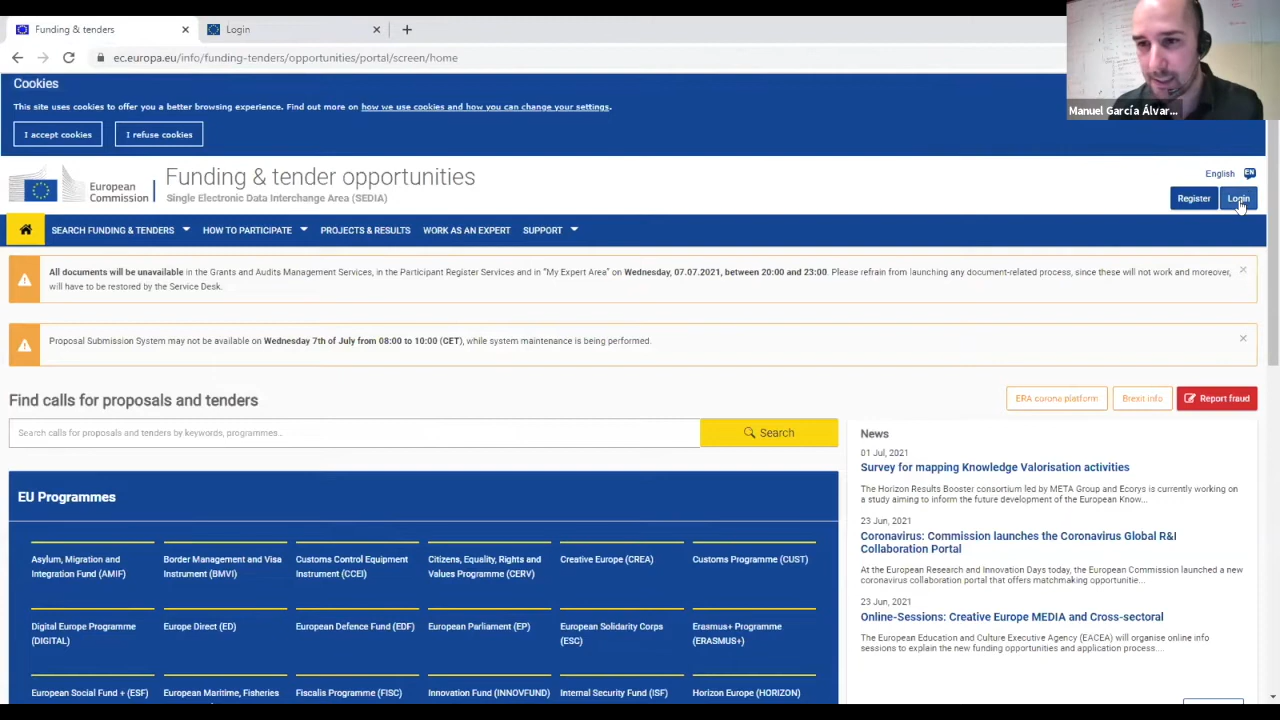 Funding & tenders
Login
ec.europa.eu/info/funding-tenders/opportunities/portal/screen/home
Manuel García Álvar...
Cookies
This site uses cookies to offer you a better browsing experience. Find out more on how we use cookies and how you can change your settings.
I accept cookies
I refuse cookies
European
Commission
Funding & tender opportunities
Single Electronic Data Interchange Area (SEDIA)
English EN
Register
Login
SEARCH FUNDING & TENDERS
HOW TO PARTICIPATE
PROJECTS & RESULTS
WORK AS AN EXPERT
SUPPORT
All documents will be unavailable in the Grants and Audits Management Services, in the Participant Register Services and in "My Expert Area" on Wednesday, 07.07.2021, between 20:00 and 23:00. Please refrain from launching any document-related process, since these will not work and moreover,
will have to be restored by the Service Desk.
Proposal Submission System may not be available on Wednesday 7th of July from 08:00 to 10:00 (CET), while system maintenance is being performed.
Find calls for proposals and tenders
ERA corona platform
Brexit info
Report fraud
Search calls for proposals and tenders by keywords, programmes...
Search
EU Programmes
Asylum, Migration and
Integration Fund (AMIF)
Border Management and Visa
Instrument (BMVI)
Customs Control Equipment
Instrument (CCEI)
Citizens, Equality, Rights and
Values Programme (CERV)
Creative Europe (CREA)
Customs Programme (CUST)
Digital Europe Programme
(DIGITAL)
Europe Direct (ED)
European Defence Fund (EDF)
European Parliament (EP)
European Solidarity Corps
(ESC)
Erasmus+ Programme
(ERASMUS+)
European Social Fund + (ESF)
European Maritime, Fisheries
Fiscalis Programme (FISC)
Innovation Fund (INNOVFUND)
Internal Security Fund (ISF)
Horizon Europe (HORIZON)
News
01 Jul, 2021
Survey for mapping Knowledge Valorisation activities
The Horizon Results Booster consortium led by META Group and Ecorys is currently working on
a study aiming to inform the future development of the European Know...
23 Jun, 2021
Coronavirus: Commission launches the Coronavirus Global R&I
Collaboration Portal
At the European Research and Innovation Days today, the European Commission launched a new
coronavirus collaboration portal that offers matchmaking opportunitie...
23 Jun, 2021
Online-Sessions: Creative Europe MEDIA and Cross-sectoral
The European Education and Culture Executive Agency (EACEA) will organise online info
sessions to explain the new funding opportunities and application process....